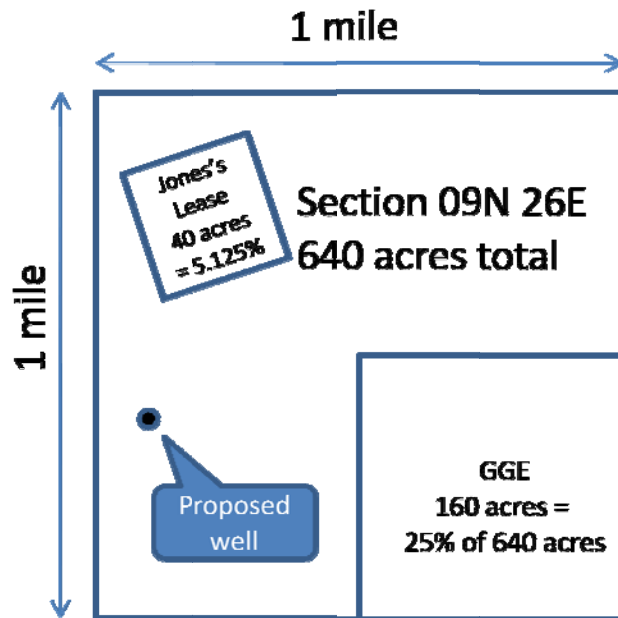 1 mile
1 mile
Jones's
Lease
40 acres
= 5.125%
Section 09N 26E
640 acres total
Proposed
well
GGE
160 acres =
25% of 640 acres